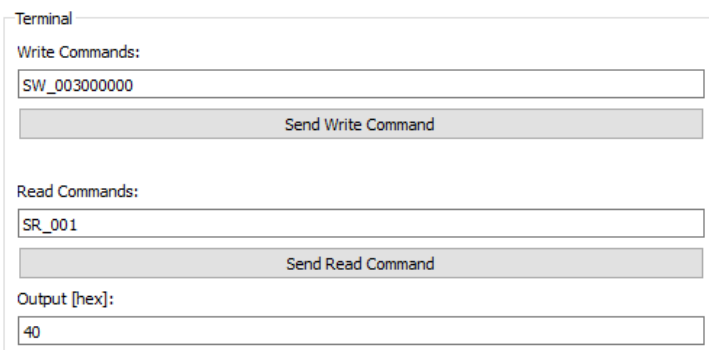 Terminal
Write Commands:
SW_003000000
Send Write Command
Read Commands:
SR_001
Send Read Command
Output [hex]:
40